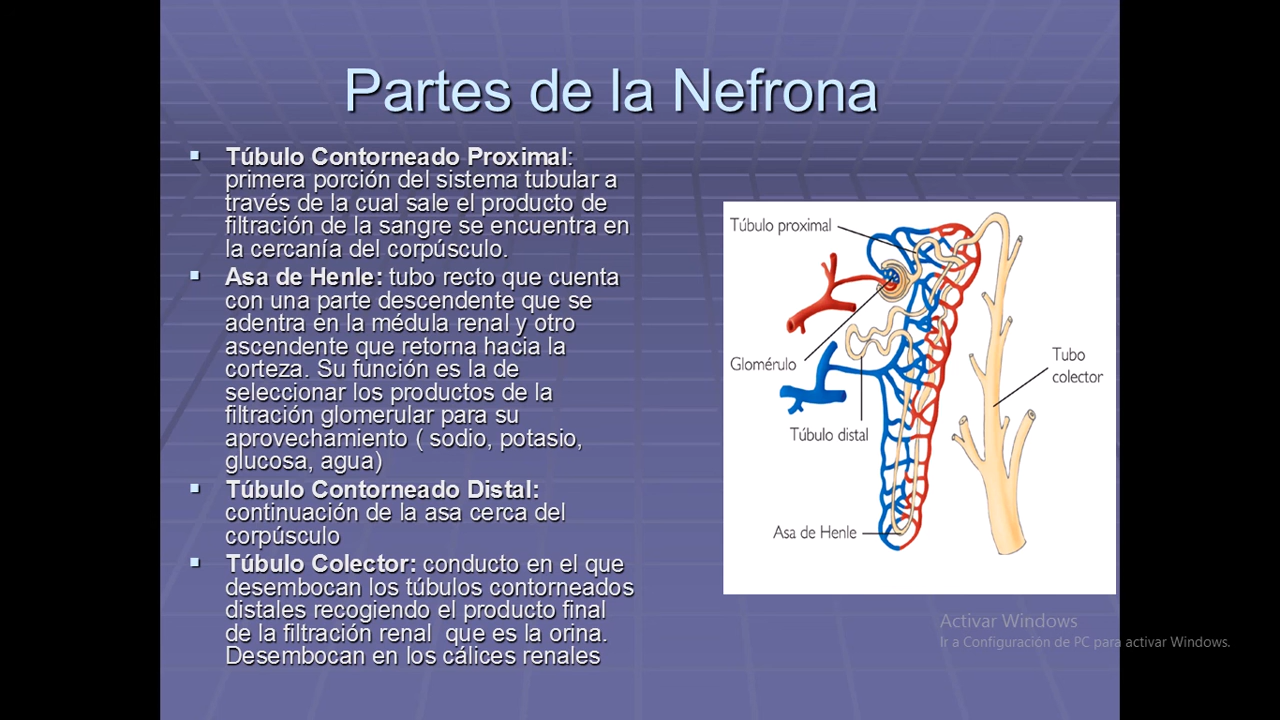 Partes de la Nefrona
Túbulo Contorneado Proximal:
primera porción del sistema tubular a
través de la cual sale el producto de
filtración de la sangre se encuentra en
la cercanía del corpúsculo.
Asa de Henle: tubo recto que cuenta
con una parte descendente que se
adentra en la médula renal y otro
ascendente que retorna hacia la
corteza. Su función es la de
seleccionar los productos de la
filtración glomerular para su
aprovechamiento ( sodio, potasio,
glucosa, agua)
Túbulo Contorneado Distal:
continuación de la asa cerca del
corpúsculo
Túbulo Colector: conducto en el que
desembocan los túbulos contorneados
distales recogiendo el producto final
de la filtración renal  que es la orina.
Desembocan en los cálices renales
Túbulo proximal
Glomérulo
Túbulo distal
Asa de Henle
Tubo
colector
Activar Windows
Ir a Configuración de PC para activar Windows.